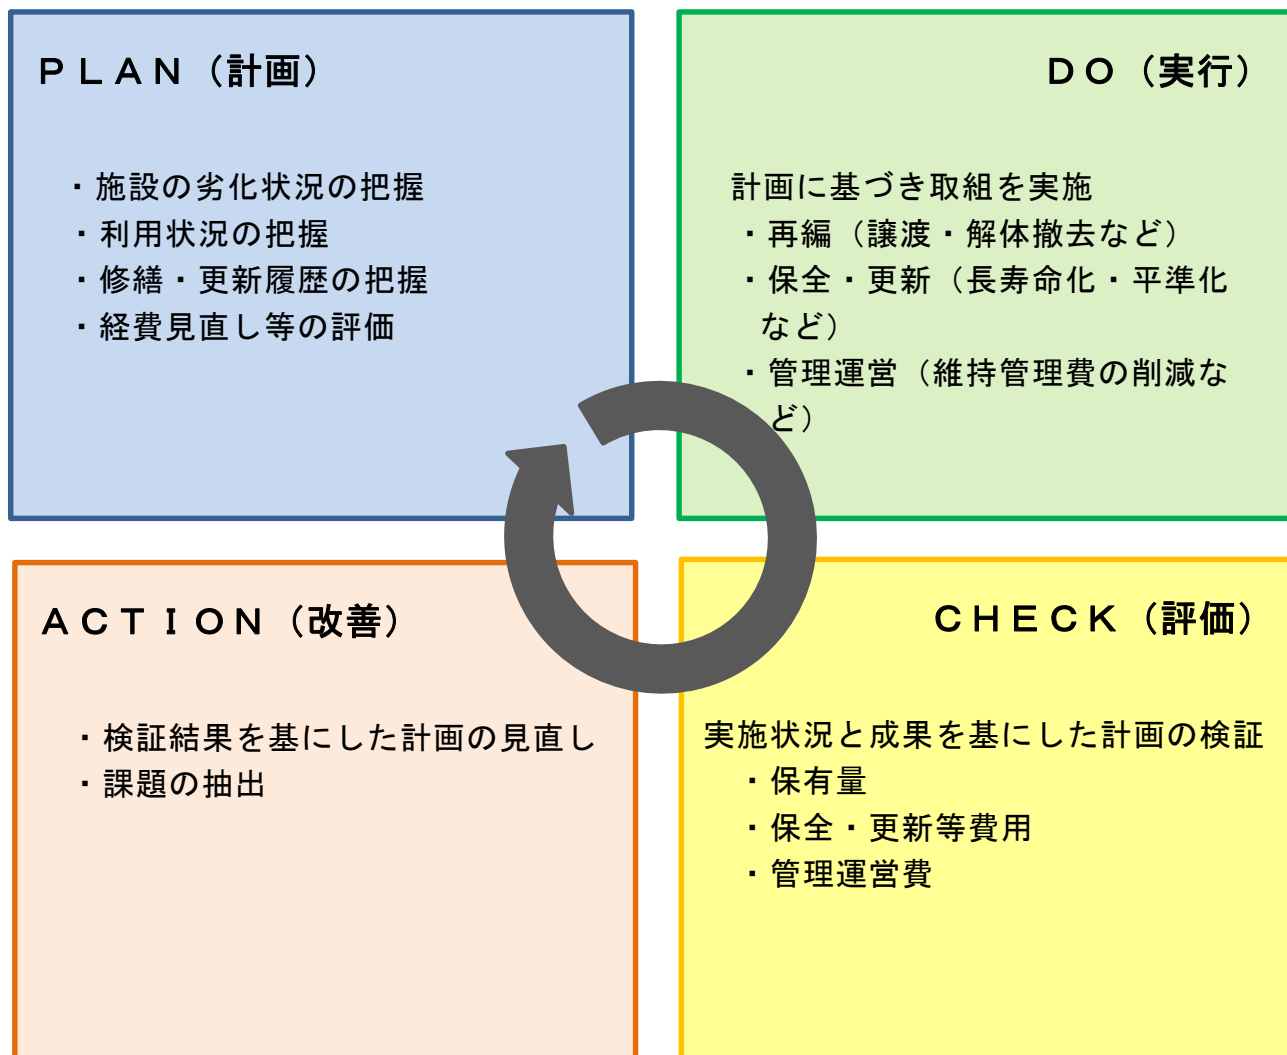 ＰＬＡＮ（計画）
・施設の劣化状況の把握
・利用状況の把握
・修繕・更新履歴の把握
・経費見直し等の評価
ＤＯ（実行）
計画に基づき取組を実施
・再編（譲渡・解体撤去など）
・保全・更新（長寿命化・平準化
など）
・管理運営（維持管理費の削減な
ど）
ＡＣＴＩＯＮ（改善）
・検証結果を基にした計画の見直し
・課題の抽出
ＣＨＥＣＫ（評価）
実施状況と成果を基にした計画の検証
・保有量
・保全・更新等費用
・管理運営費